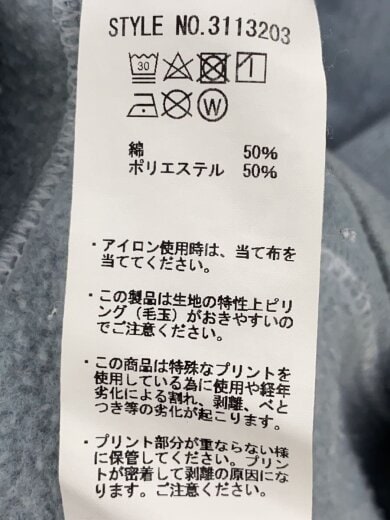 STYLE NO.3113203
30
W
綿 50%
ポリエステル 50%
・アイロン使用時は、当て布を
当ててください。
・この製品は生地の特性上ピリ
ング（毛玉）がおきやすいの
でご注意ください。
・この商品は特殊なプリントを
使用している為に使用や経年
劣化による割れ、剥離、べと
つき等の劣化が起こります。
・プリント部分が重ならない様
に保管してください。プリン
トが密着して剥離の原因にな
ります。ご注意ください。